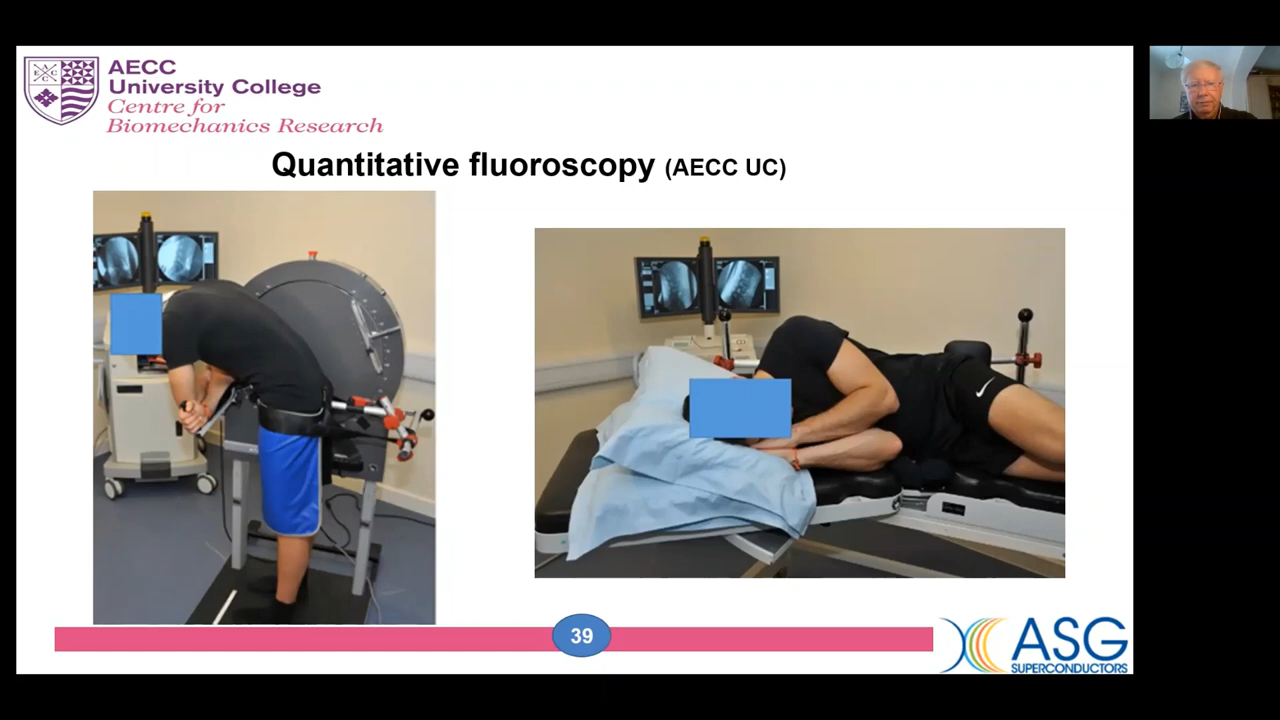 AECC
University College
Centre for
Biomechanics Research
Quantitative fluoroscopy (AECC UC)
39
ASG
SUPERCONDUCTORS